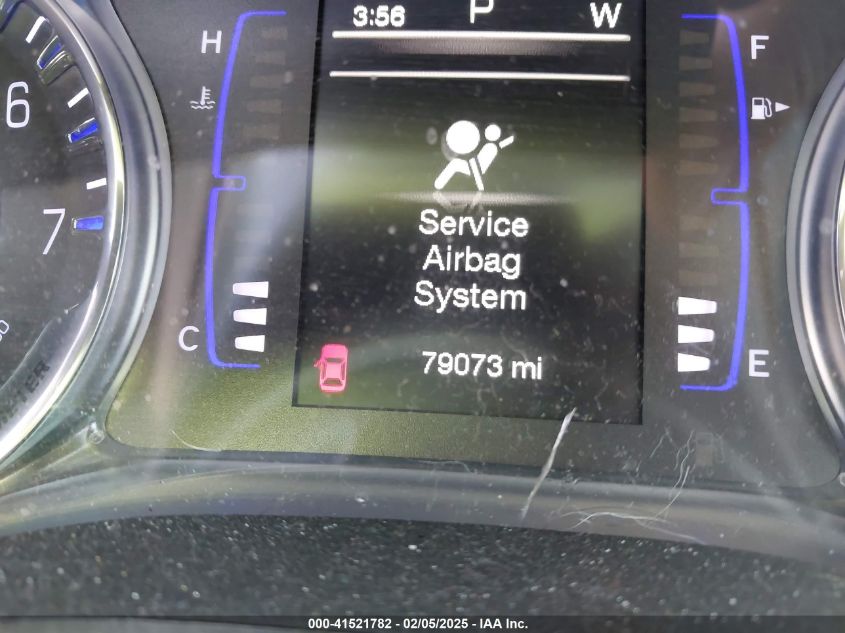 3:56 P W
H
F
6
7
Service
Airbag
System
C
79073 mi
E
000-41521782 - 02/05/2025 - IAA Inc.